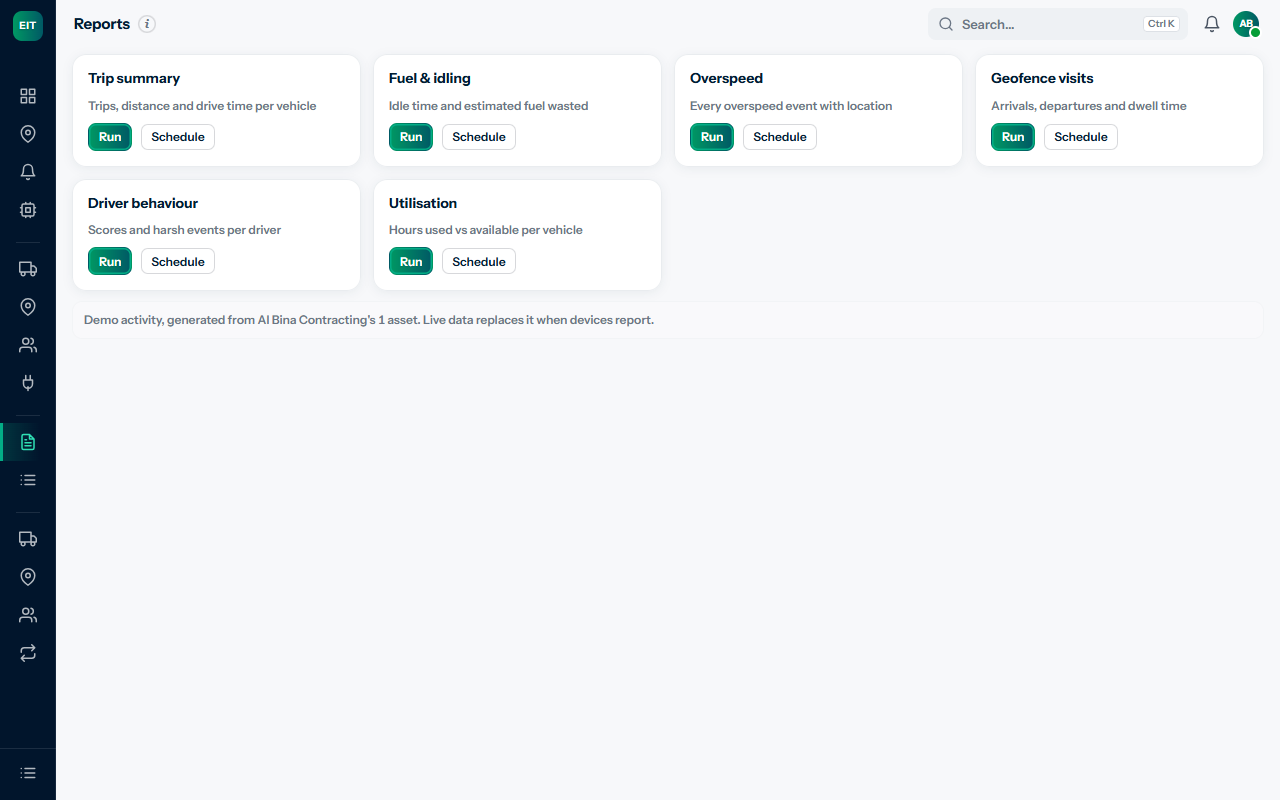 EIT
Reports
Search...
Ctrl K
AB
Trip summary
Trips, distance and drive time per vehicle
Run
Schedule
Fuel & idling
Idle time and estimated fuel wasted
Run
Schedule
Overspeed
Every overspeed event with location
Run
Schedule
Geofence visits
Arrivals, departures and dwell time
Run
Schedule
Driver behaviour
Scores and harsh events per driver
Run
Schedule
Utilisation
Hours used vs available per vehicle
Run
Schedule
Demo activity, generated from Al Bina Contracting's 1 asset. Live data replaces it when devices report.